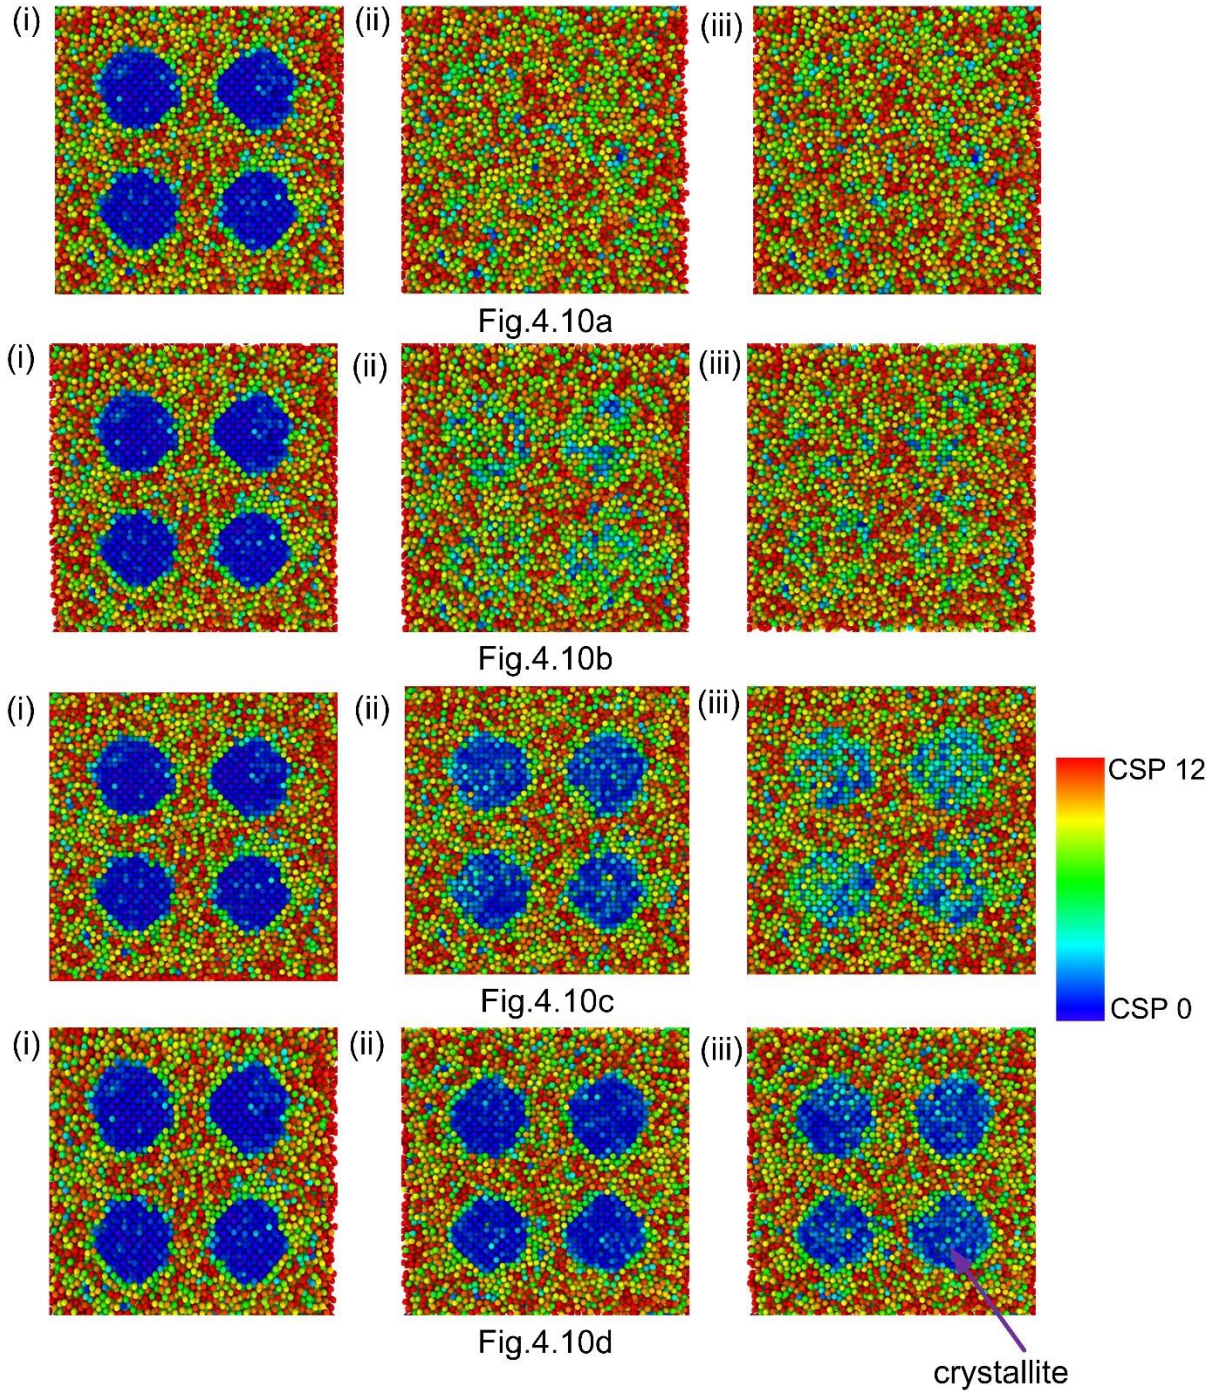 (i) (ii) (iii)
Fig.4.10a
(i) (ii) (iii)
Fig.4.10b
(i) (ii) (iii)
CSP 12
CSP 0
Fig.4.10c
(i) (ii) (iii)
Fig.4.10d
crystallite